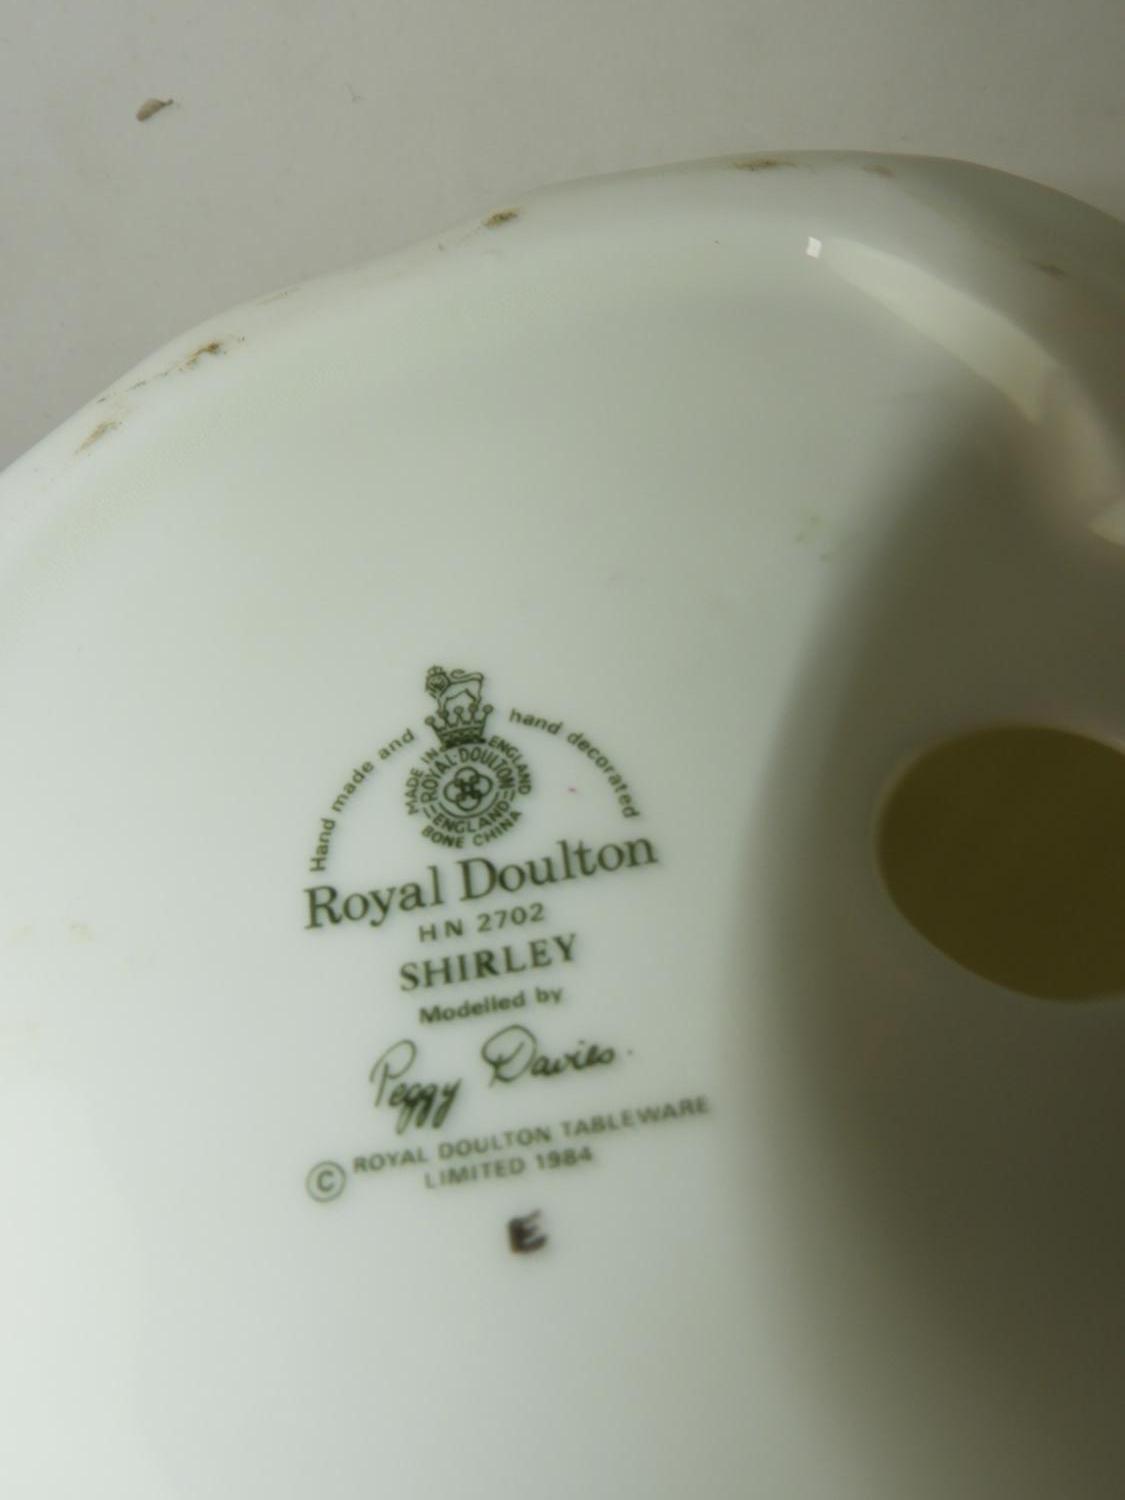 Hand made and hand decorated
MADE IN ENGLAND
ROYAL·DOULTON
ENGLAND
BONE CHINA
Royal Doulton
HN 2702
SHIRLEY
Modelled by
Peggy Davies.
© ROYAL DOULTON TABLEWARE
LIMITED 1984
E